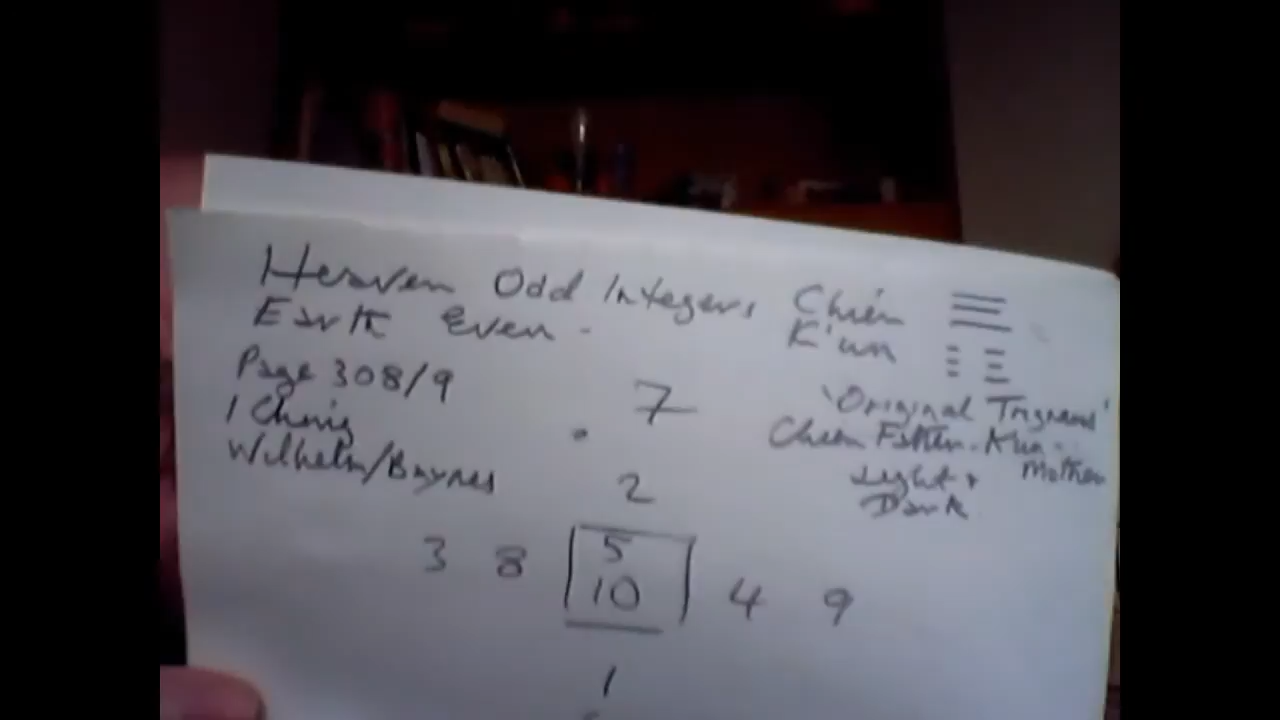 Heaven Odd Integers Chien ☰
Earth Even - K'un ☷
Page 308/9
I Ching
Wilhelm/Baynes
7
2
3 8 5 4 9
10
1
'Original Trigrams'
Chien Father - K'un -
Mother
Light +
Dark